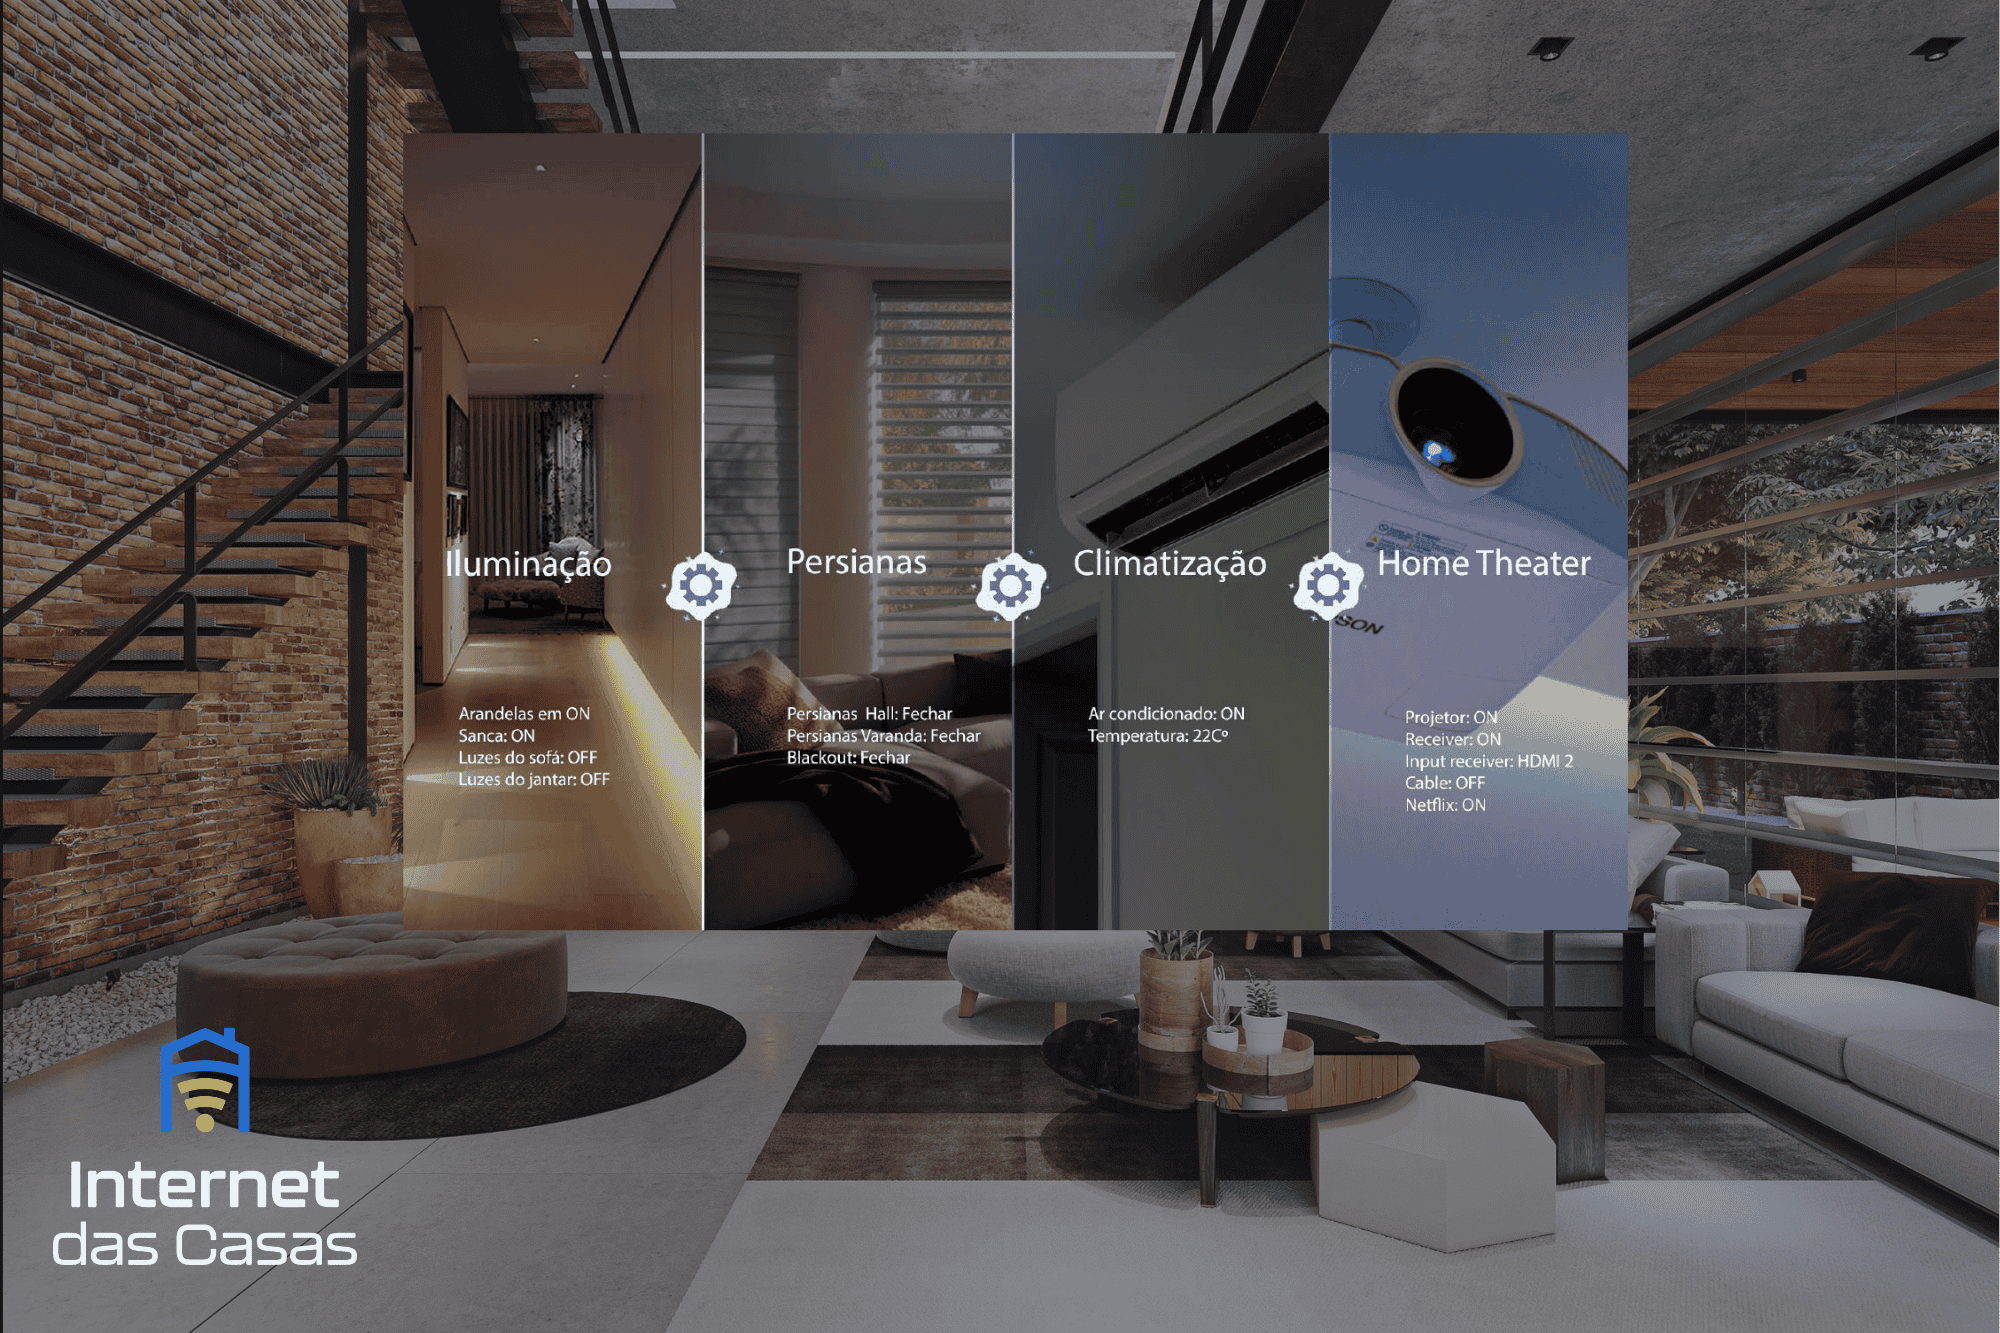 Iluminação
Arandelas em ON
Sanca: ON
Luzes do sofá: OFF
Luzes do jantar: OFF
Persianas
Persianas Hall: Fechar
Persianas Varanda: Fechar
Blackout: Fechar
Climatização
Ar condicionado: ON
Temperatura: 22Cº
Home Theater
Projetor: ON
Receiver: ON
Input receiver: HDMI 2
Cable: OFF
Netflix: ON
SON
Internet
das Casas